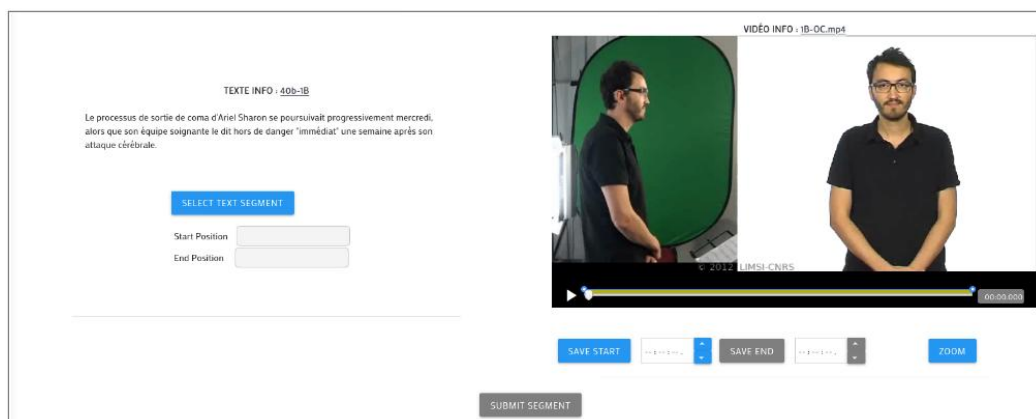 TEXTE INFO : 40b-1B
Le processus de sortie de coma d'Ariel Sharon se poursuivait progressivement mercredi,
alors que son équipe soignante le dit hors de danger "immédiat" une semaine après son
attaque cérébrale.
SELECT TEXT SEGMENT
Start Position
End Position
VIDÉO INFO : 1B-OC.mp4
© 2012 LIMSI-CNRS
00:00:000
SAVE START
--:--:--.
SAVE END
--:--:--.
ZOOM
SUBMIT SEGMENT